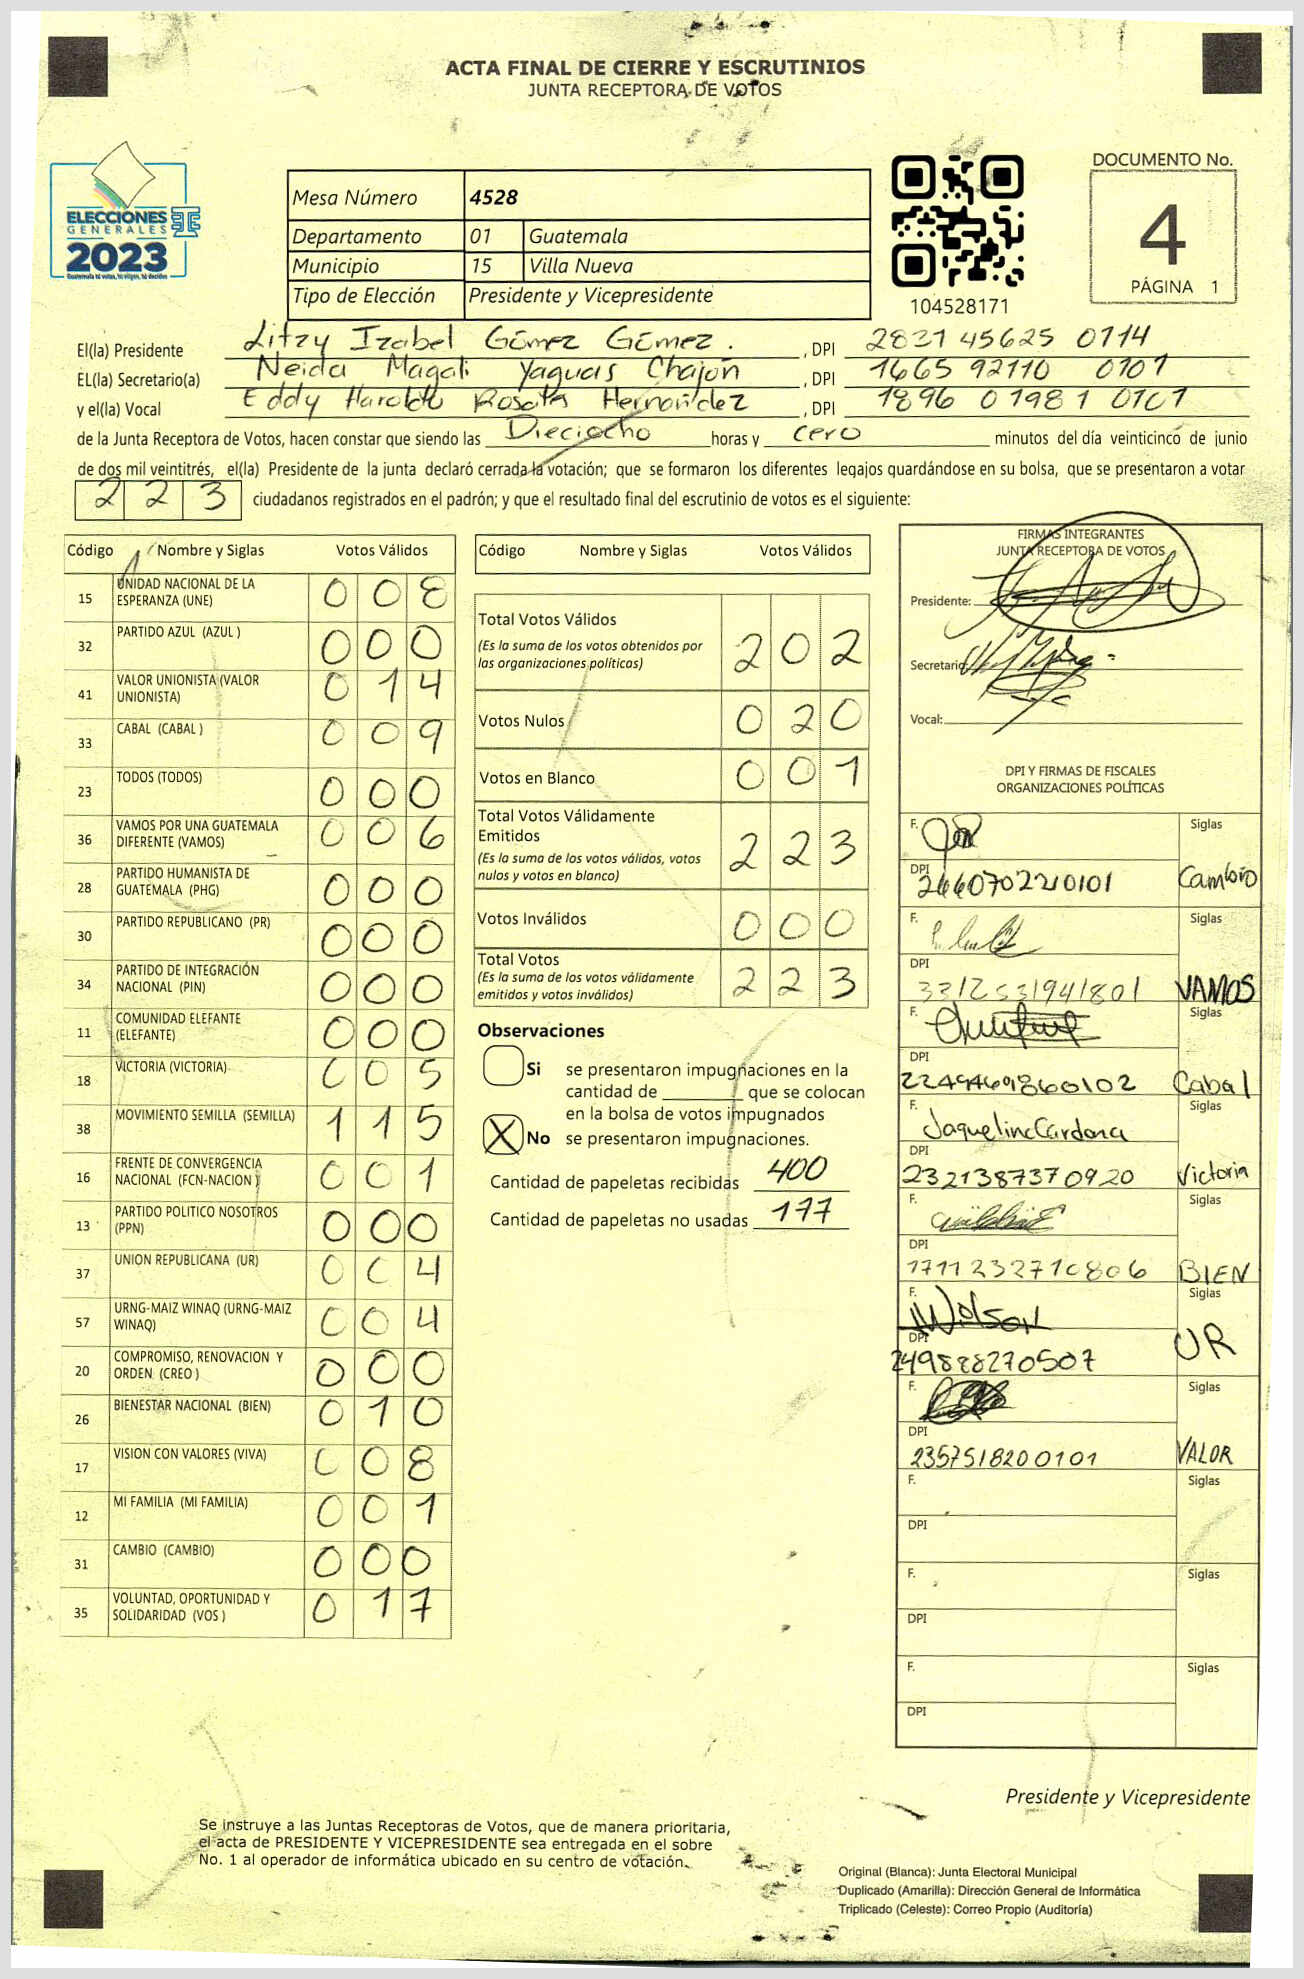 ACTA FINAL DE CIERRE Y ESCRUTINIOS
JUNTA RECEPTORA DE VOTOS
ELECCIONES
GENERALES
2023
Mesa Número 4528
Departamento 01 Guatemala
Municipio 15 Villa Nueva
Tipo de Elección Presidente y Vicepresidente
104528171
DOCUMENTO No.
4
PÁGINA 1
El(la) Presidente Litzy Izabel Gómez Gómez. , DPI 2831 45625 0114
EL(la) Secretario(a) Neida Magali Yaguas Chajón , DPI 1665 92110 0101
y el(la) Vocal Eddy Haroldo Rosales Hernández , DPI 1896 01981 0101
de la Junta Receptora de Votos, hacen constar que siendo las Dieciocho horas y cero minutos del día veinticinco de junio
de dos mil veintitrés, el(la) Presidente de la junta declaró cerrada la votación; que se formaron los diferentes legajos quardándose en su bolsa, que se presentaron a votar
223 ciudadanos registrados en el padrón; y que el resultado final del escrutinio de votos es el siguiente:
Código Nombre y Siglas Votos Válidos
15 UNIDAD NACIONAL DE LA ESPERANZA (UNE) 008
32 PARTIDO AZUL (AZUL ) 000
41 VALOR UNIONISTA (VALOR UNIONISTA) 014
33 CABAL (CABAL ) 009
23 TODOS (TODOS) 000
36 VAMOS POR UNA GUATEMALA DIFERENTE (VAMOS) 006
28 PARTIDO HUMANISTA DE GUATEMALA (PHG) 000
30 PARTIDO REPUBLICANO (PR) 000
34 PARTIDO DE INTEGRACIÓN NACIONAL (PIN) 000
11 COMUNIDAD ELEFANTE (ELEFANTE) 000
18 VICTORIA (VICTORIA) 005
38 MOVIMIENTO SEMILLA (SEMILLA) 115
16 FRENTE DE CONVERGENCIA NACIONAL (FCN-NACION ) 001
13 PARTIDO POLITICO NOSOTROS (PPN) 000
37 UNION REPUBLICANA (UR) 004
57 URNG-MAIZ WINAQ (URNG-MAIZ WINAQ) 004
20 COMPROMISO, RENOVACION Y ORDEN (CREO ) 000
26 BIENESTAR NACIONAL (BIEN) 010
17 VISION CON VALORES (VIVA) 008
12 MI FAMILIA (MI FAMILIA) 001
31 CAMBIO (CAMBIO) 000
35 VOLUNTAD, OPORTUNIDAD Y SOLIDARIDAD (VOS ) 017
Código Nombre y Siglas Votos Válidos
Total Votos Válidos 202
(Es la suma de los votos obtenidos por
las organizaciones políticas)
Votos Nulos 020
Votos en Blanco 001
Total Votos Válidamente
Emitidos 223
(Es la suma de los votos válidos, votos
nulos y votos en blanco)
Votos Inválidos 000
Total Votos 223
(Es la suma de los votos válidamente
emitidos y votos inválidos)
Observaciones
Si se presentaron impugnaciones en la
cantidad de ________ que se colocan
en la bolsa de votos impugnados
X No se presentaron impugnaciones.
Cantidad de papeletas recibidas 400
Cantidad de papeletas no usadas 177
FIRMAS INTEGRANTES
JUNTA RECEPTORA DE VOTOS
Presidente:
Secretario
Vocal:
DPI Y FIRMAS DE FISCALES
ORGANIZACIONES POLÍTICAS
F. Siglas
DPI 2460702210101 Cambio
F. Siglas
DPI 3312531941801 VAMOS
F. Siglas
DPI 2249469860102 Cabal
F. Jaqueline Cardona Siglas
DPI 2321387370920 Victoria
F. Siglas
DPI 1711232710806 BIEN
F. Wilson Siglas
DPI 249888270507 UR
F. Siglas
DPI 2357518200101 VALOR
F. Siglas
DPI
F. Siglas
DPI
F. Siglas
DPI
Presidente y Vicepresidente
Se instruye a las Juntas Receptoras de Votos, que de manera prioritaria,
el acta de PRESIDENTE Y VICEPRESIDENTE sea entregada en el sobre
No. 1 al operador de informática ubicado en su centro de votación.
Original (Blanca): Junta Electoral Municipal
Duplicado (Amarilla): Dirección General de Informática
Triplicado (Celeste): Correo Propio (Auditoría)